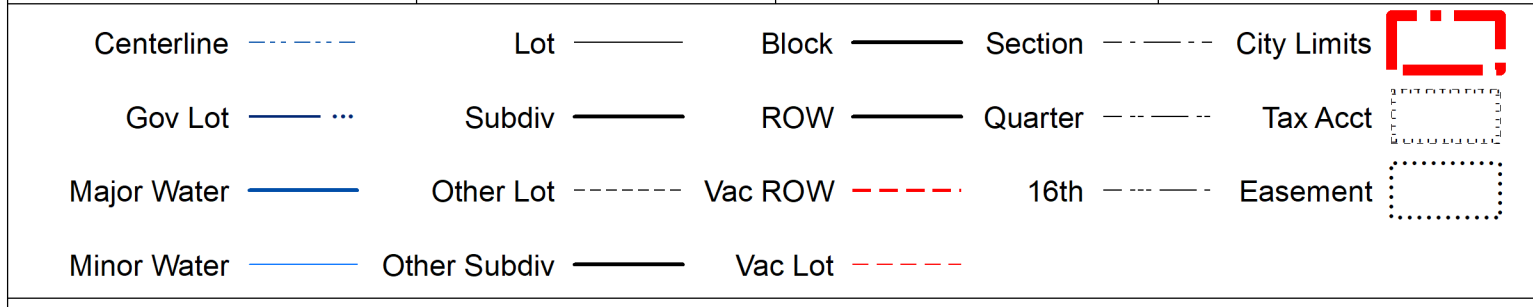 Centerline Lot Block Section City Limits
Gov Lot Subdiv ROW Quarter Tax Acct
Major Water Other Lot Vac ROW 16th Easement
Minor Water Other Subdiv Vac Lot